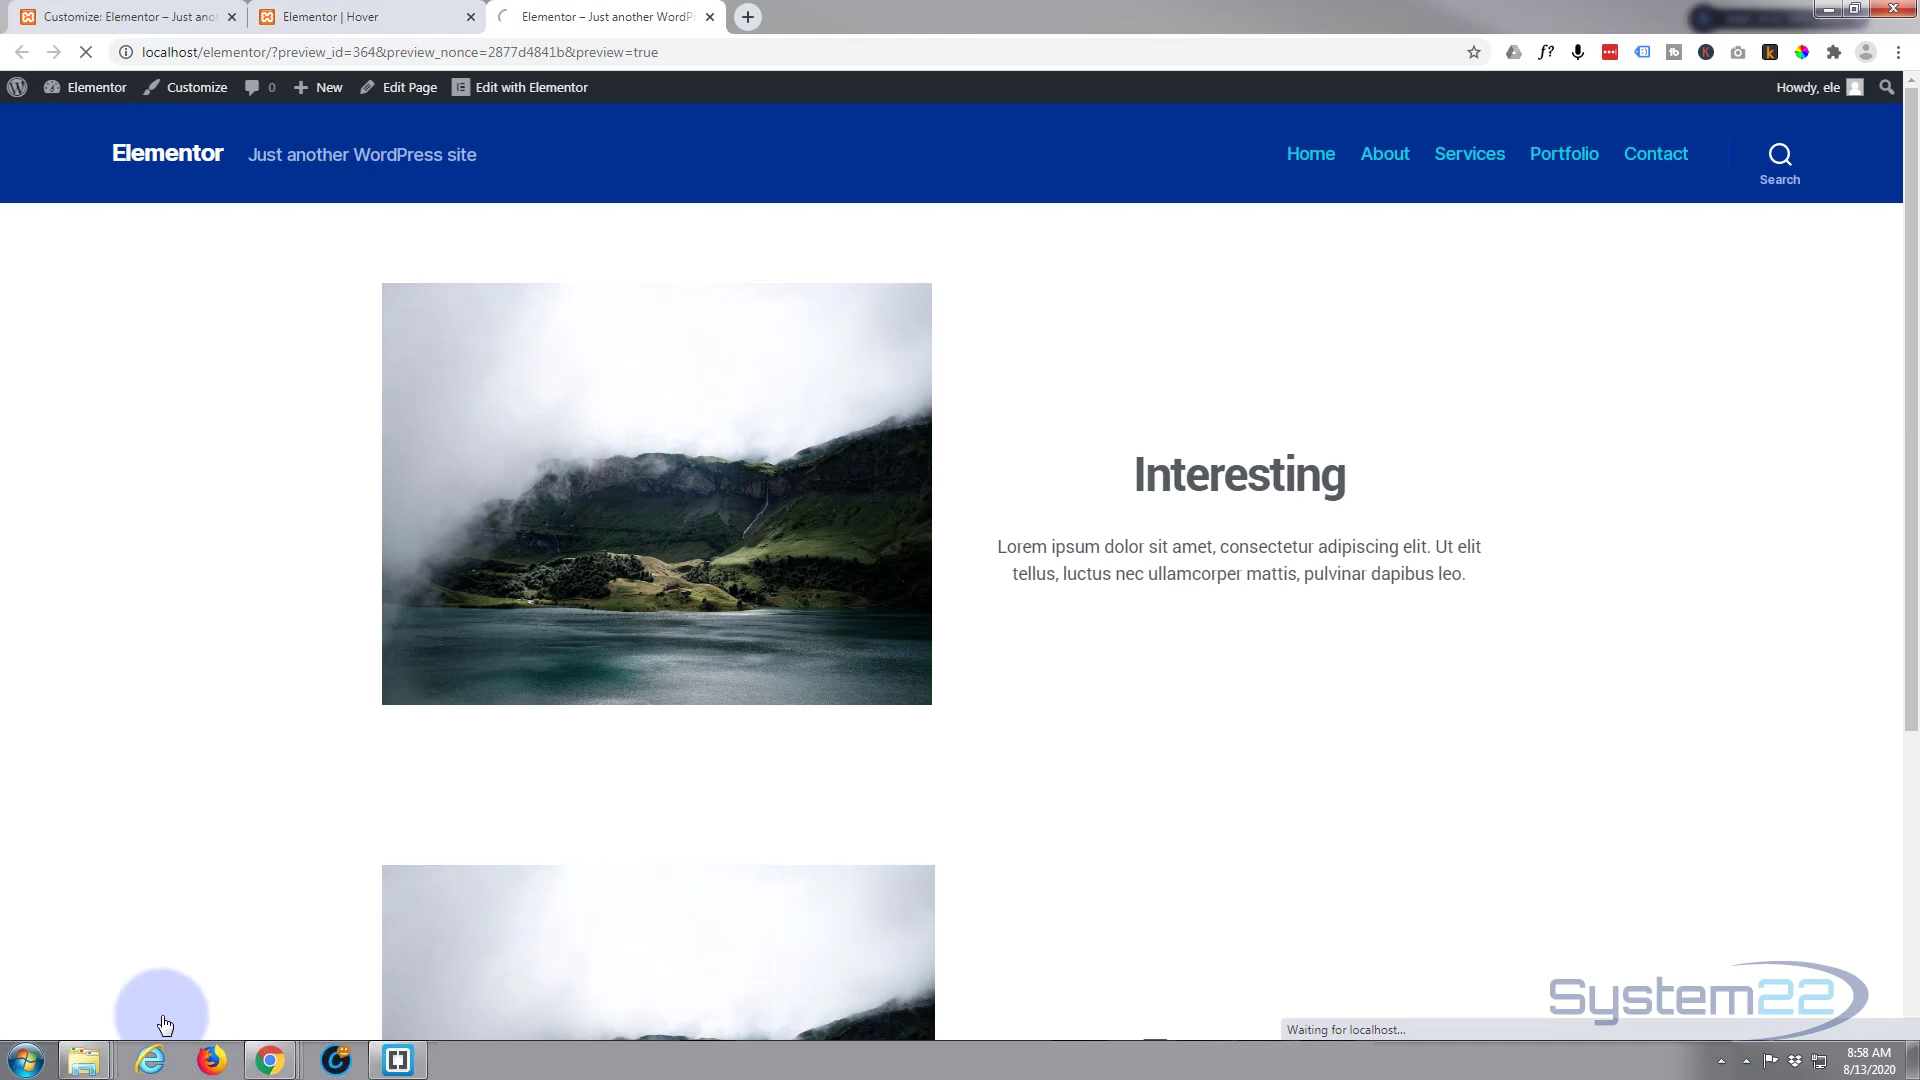 Customize: Elementor – Just ano
Elementor | Hover
Elementor – Just another WordPr
localhost/elementor/?preview_id=364&preview_nonce=2877d4841b&preview=true
Elementor
Customize
0
New
Edit Page
Edit with Elementor
Howdy, ele
Elementor
Just another WordPress site
Home
About
Services
Portfolio
Contact
Search
Interesting
Lorem ipsum dolor sit amet, consectetur adipiscing elit. Ut elit
tellus, luctus nec ullamcorper mattis, pulvinar dapibus leo.
System22
Waiting for localhost...
8:58 AM
8/13/2020